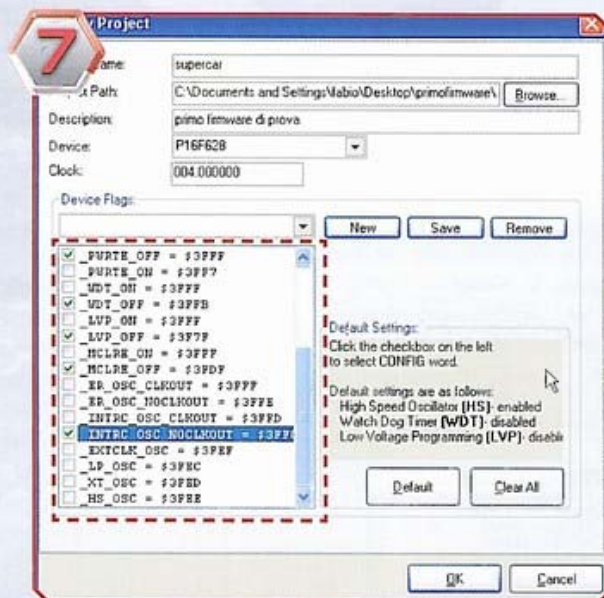 7
Project
ame:
supercar
Path:
C:\Documents and Settings\fabio\Desktop\primofirmware\
Browse...
Description:
primo firmware di prova
Device:
P16F628
Clock:
004.000000
Device Flags:
New
Save
Remove
_PWRTE_OFF = $3FFF
_PWRTE_ON = $3FF7
_WDT_ON = $3FFF
_WDT_OFF = $3FFB
_LVP_ON = $3FFF
_LVP_OFF = $3F7F
_MCLRE_ON = $3FFF
_MCLRE_OFF = $3FDF
_ER_OSC_CLKOUT = $3FFF
_ER_OSC_NOCLKOUT = $3FFE
_INTRC_OSC_CLKOUT = $3FFD
_INTRC_OSC_NOCLKOUT = $3FF
_EXTCLK_OSC = $3FEF
_LP_OSC = $3FEC
_XT_OSC = $3FED
_HS_OSC = $3FEE
Default Settings:
Click the checkbox on the left
to select CONFIG word.
Default settings are as follows:
High Speed Oscillator (HS)- enabled
Watch Dog Timer (WDT)- disabled
Low Voltage Programming (LVP)- disabl
Default
Clear All
OK
Cancel